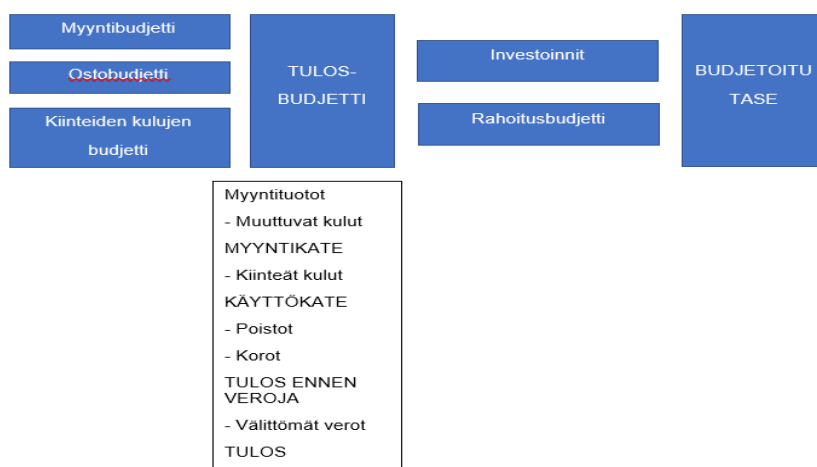 Myyntibudjetti
Ostobudjetti
Kiinteiden kulujen
budjetti
TULOS-
BUDJETTI
Investoinnit
Rahoitusbudjetti
BUDJETOITU
TASE
Myyntituotot
- Muuttuvat kulut
MYYNTIKATE
- Kiinteät kulut
KÄYTTÖKATE
- Poistot
- Korot
TULOS ENNEN
VEROJA
- Välittömät verot
TULOS